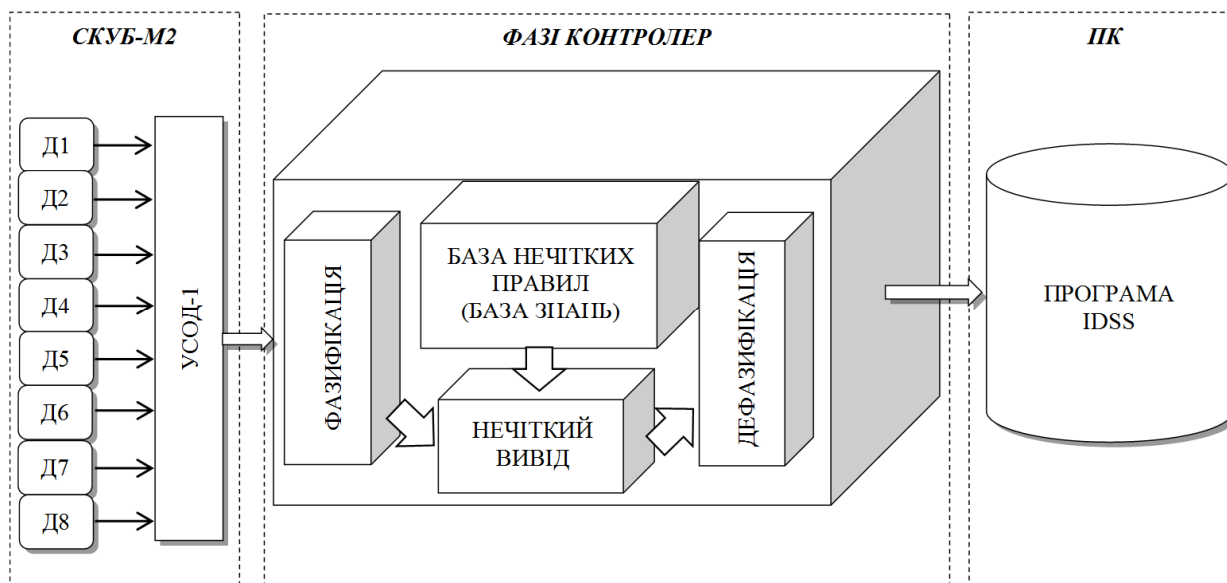 СКУБ-М2
ФАЗІ КОНТРОЛЕР
ПК
Д1
Д2
Д3
Д4
Д5
Д6
Д7
Д8
УСОД-1
ФАЗИФІКАЦІЯ
БАЗА НЕЧІТКИХ
ПРАВИЛ
(БАЗА ЗНАНЬ)
НЕЧІТКИЙ
ВИВІД
ДЕФАЗИФІКАЦІЯ
ПРОГРАМА
IDSS